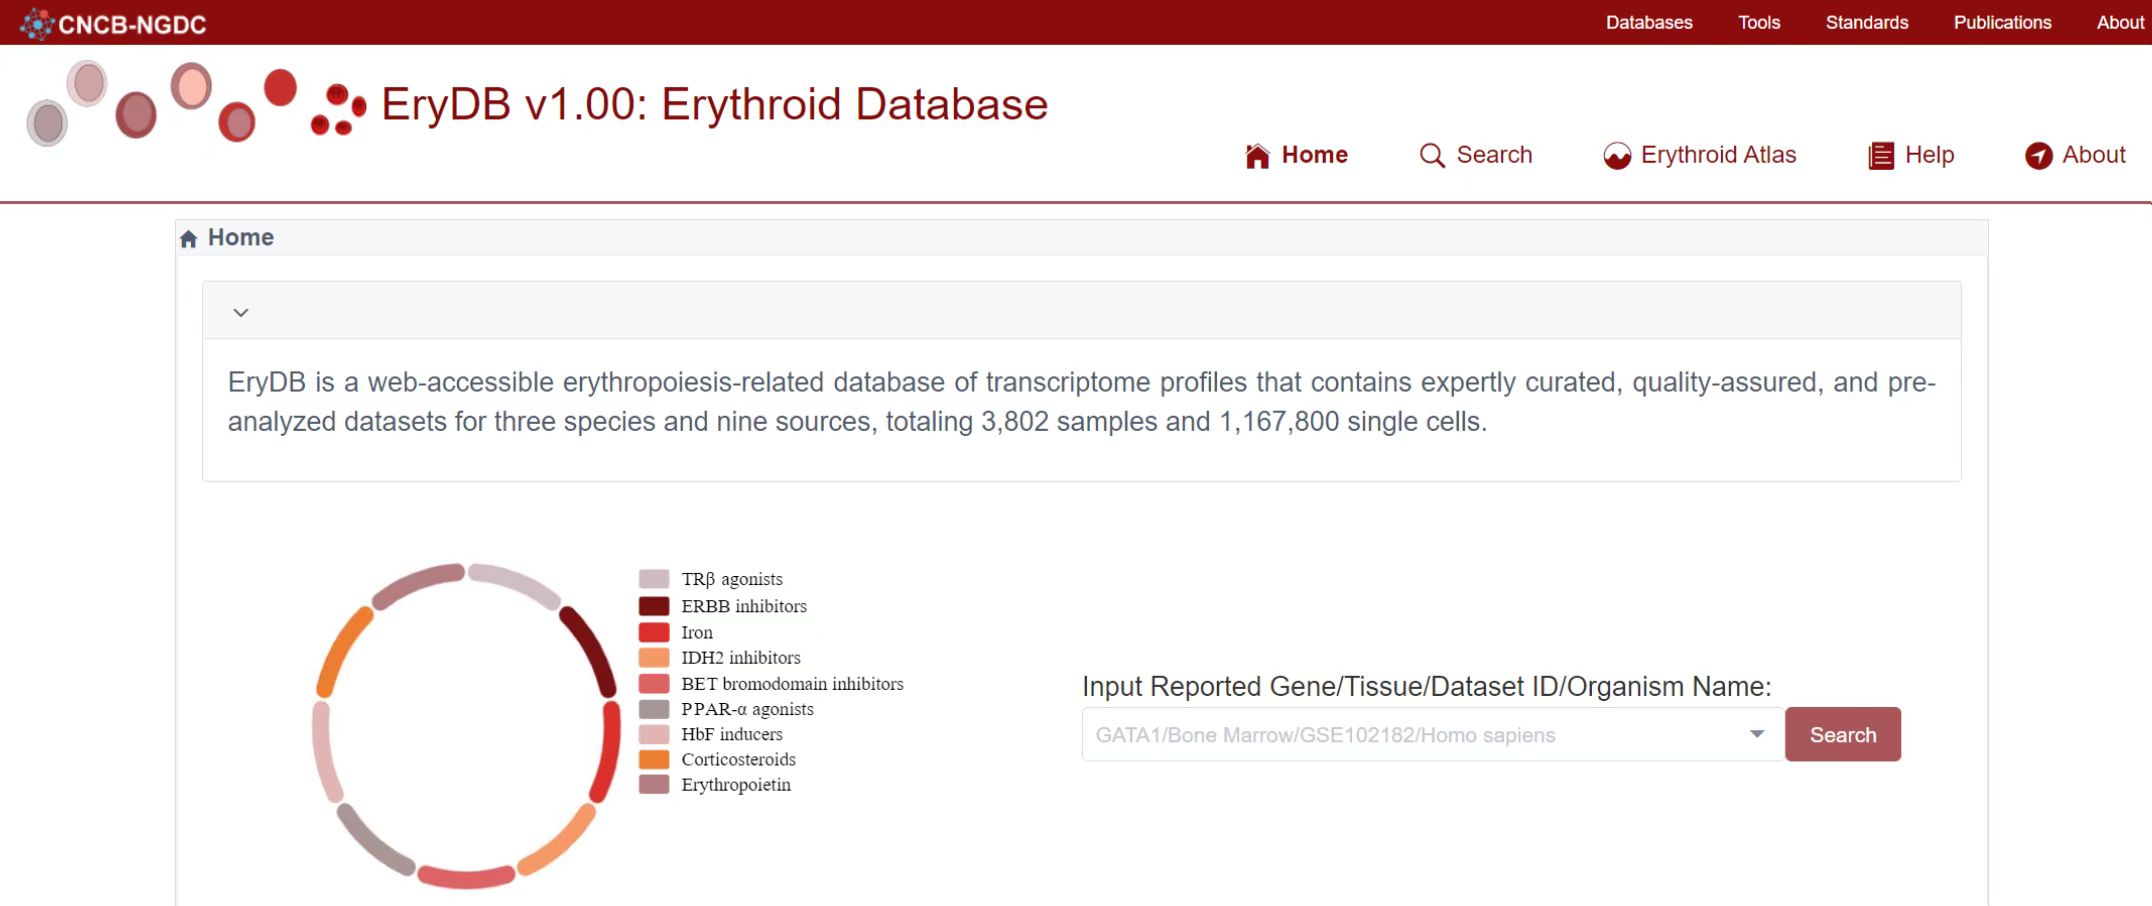 CNCB-NGDC
Databases Tools Standards Publications About
EryDB v1.00: Erythroid Database
Home Search Erythroid Atlas Help About
Home
EryDB is a web-accessible erythropoiesis-related database of transcriptome profiles that contains expertly curated, quality-assured, and pre-
analyzed datasets for three species and nine sources, totaling 3,802 samples and 1,167,800 single cells.
TRβ agonists
ERBB inhibitors
Iron
IDH2 inhibitors
BET bromodomain inhibitors
PPAR-α agonists
HbF inducers
Corticosteroids
Erythropoietin
Input Reported Gene/Tissue/Dataset ID/Organism Name:
GATA1/Bone Marrow/GSE102182/Homo sapiens Search